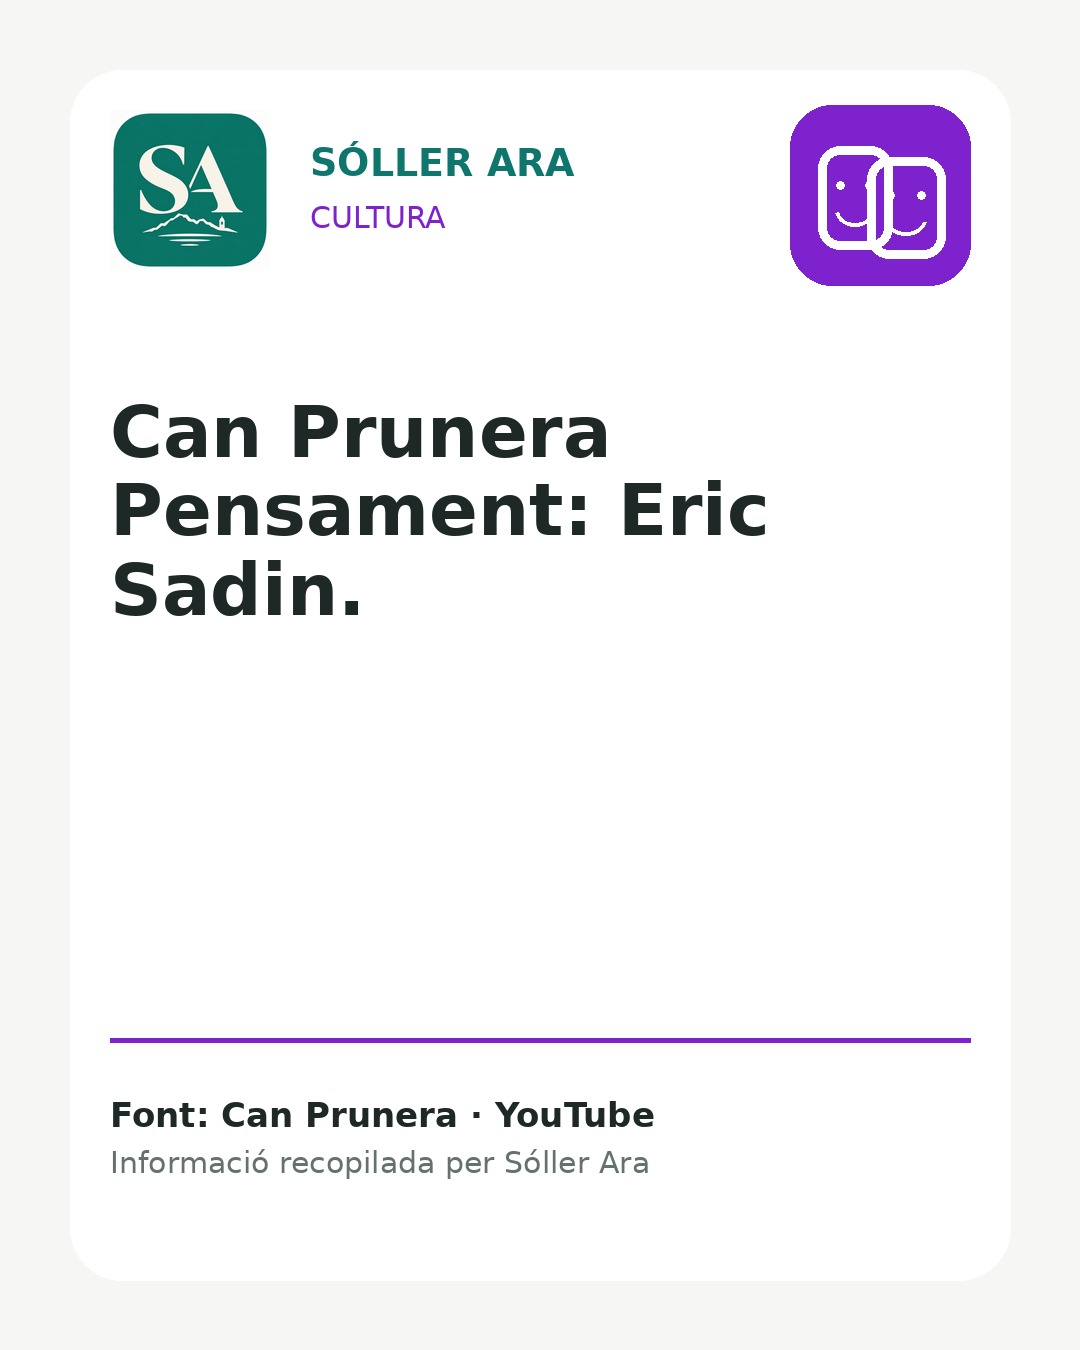 SA
SÓLLER ARA
CULTURA
Can Prunera
Pensament: Eric
Sadin.
Font: Can Prunera · YouTube
Informació recopilada per Sóller Ara